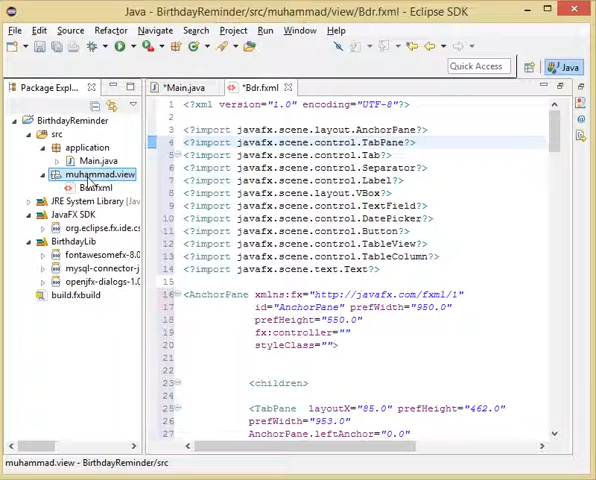 Java - BirthdayReminder/src/muhammad/view/Bdr.fxml - Eclipse SDK
File Edit Source Refactor Navigate Search Project Run Window Help
Quick Access Java
Package Expl...
*Main.java *Bdr.fxml
BirthdayReminder
src
application
Main.java
muhammad.view
Bdr.fxml
JRE System Library [Ja
JavaFX SDK
org.eclipse.fx.ide.cs
BirthdayLib
fontawesomefx-8.0
mysql-connector-j
openjfx-dialogs-1.0
build.fxbuild
1 <?xml version="1.0" encoding="UTF-8"?>
2
3 <?import javafx.scene.layout.AnchorPane?>
4 <?import javafx.scene.control.TabPane?>
5 <?import javafx.scene.control.Tab?>
6 <?import javafx.scene.control.Separator?>
7 <?import javafx.scene.control.Label?>
8 <?import javafx.scene.layout.VBox?>
9 <?import javafx.scene.control.TextField?>
10 <?import javafx.scene.control.DatePicker?>
11 <?import javafx.scene.control.Button?>
12 <?import javafx.scene.control.TableView?>
13 <?import javafx.scene.control.TableColumn?>
14 <?import javafx.scene.text.Text?>
15
16 <AnchorPane xmlns:fx="http://javafx.com/fxml/1"
17 id="AnchorPane" prefWidth="950.0"
18 prefHeight="550.0"
19 fx:controller=""
20 styleClass="">
21
22
23 <children>
24
25 <TabPane layoutX="85.0" prefHeight="462.0"
26 prefWidth="953.0"
27 AnchorPane.leftAnchor="0.0"
muhammad.view - BirthdayReminder/src